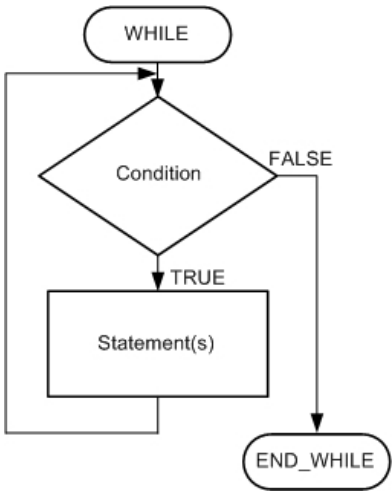 WHILE
Condition
FALSE
TRUE
Statement(s)
END_WHILE